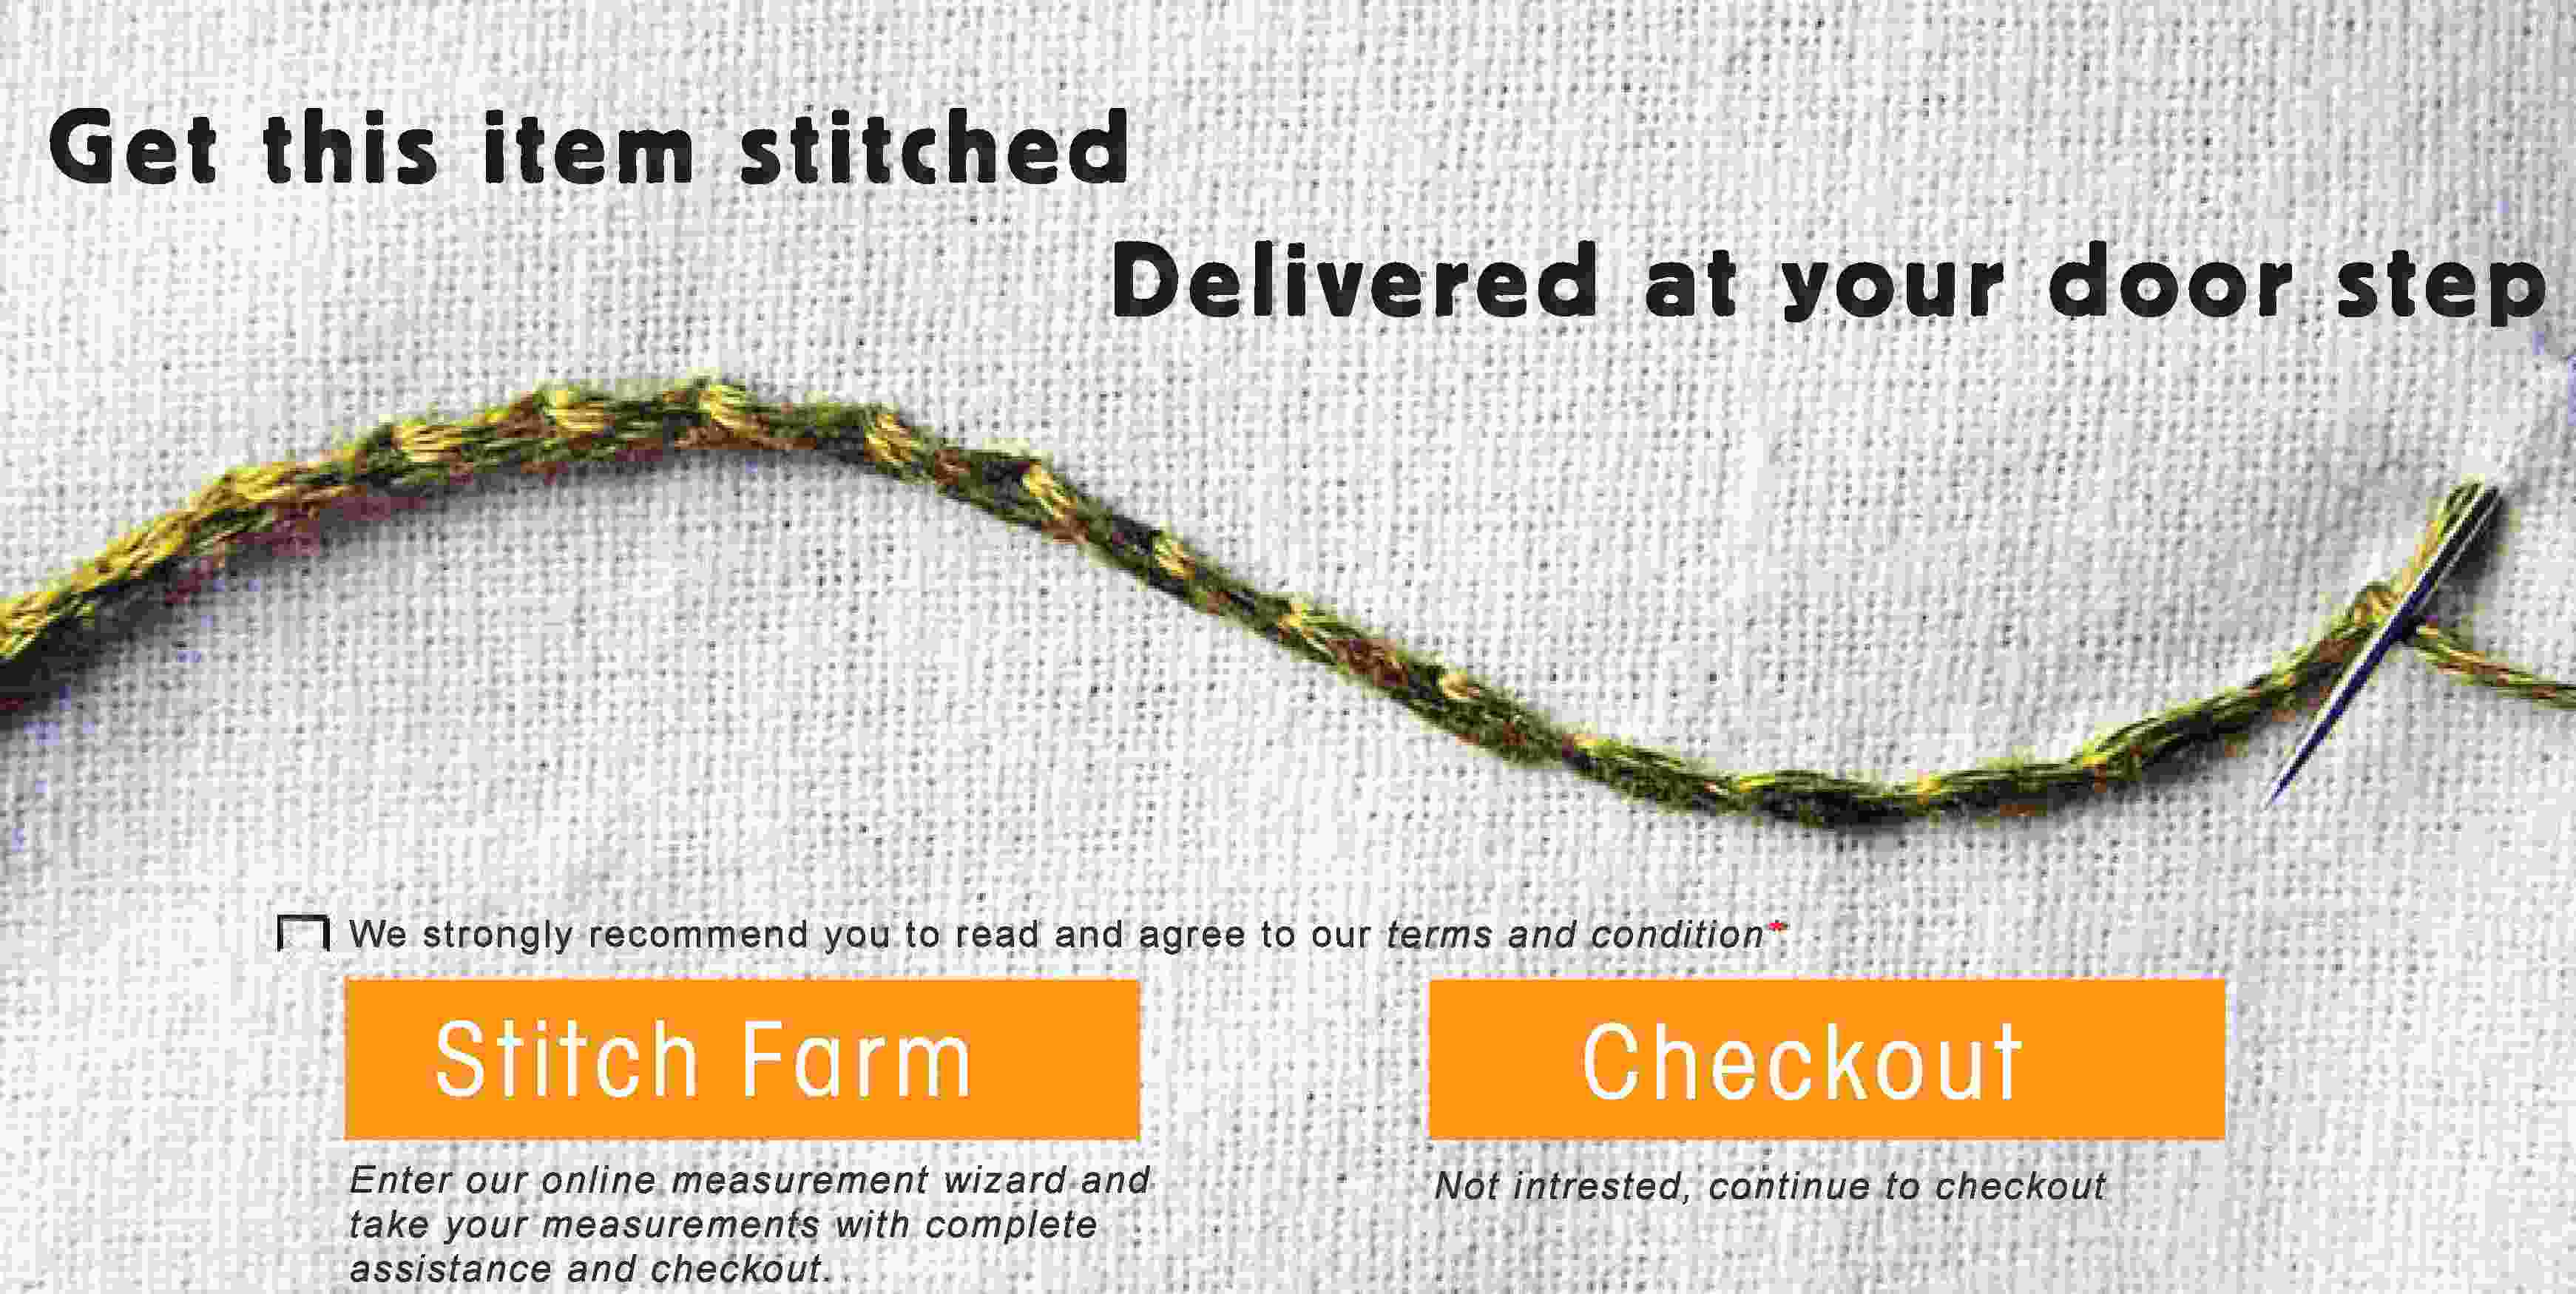 Get this item stitched
Delivered at your door step
We strongly recommend you to read and agree to our terms and condition*
Stitch Farm
Enter our online measurement wizard and
take your measurements with complete
assistance and checkout.
Checkout
Not intrested, continue to checkout